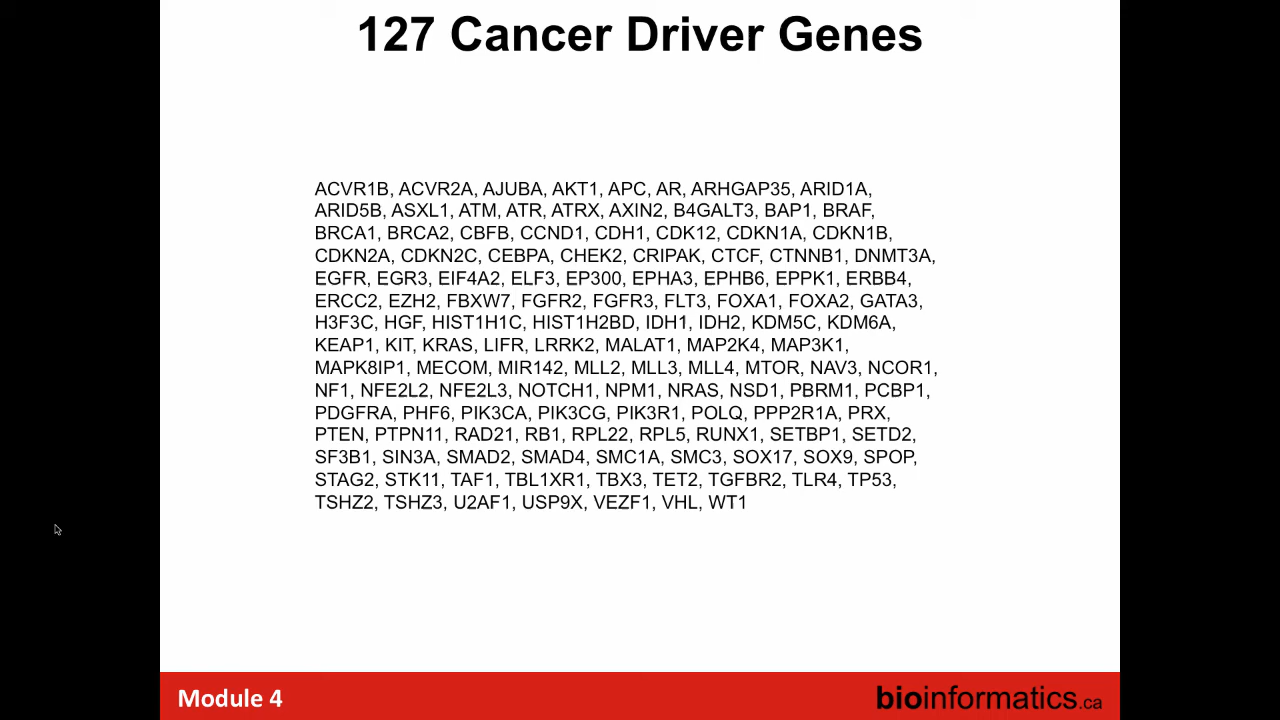 127 Cancer Driver Genes
ACVR1B, ACVR2A, AJUBA, AKT1, APC, AR, ARHGAP35, ARID1A,
ARID5B, ASXL1, ATM, ATR, ATRX, AXIN2, B4GALT3, BAP1, BRAF,
BRCA1, BRCA2, CBFB, CCND1, CDH1, CDK12, CDKN1A, CDKN1B,
CDKN2A, CDKN2C, CEBPA, CHEK2, CRIPAK, CTCF, CTNNB1, DNMT3A,
EGFR, EGR3, EIF4A2, ELF3, EP300, EPHA3, EPHB6, EPPK1, ERBB4,
ERCC2, EZH2, FBXW7, FGFR2, FGFR3, FLT3, FOXA1, FOXA2, GATA3,
H3F3C, HGF, HIST1H1C, HIST1H2BD, IDH1, IDH2, KDM5C, KDM6A,
KEAP1, KIT, KRAS, LIFR, LRRK2, MALAT1, MAP2K4, MAP3K1,
MAPK8IP1, MECOM, MIR142, MLL2, MLL3, MLL4, MTOR, NAV3, NCOR1,
NF1, NFE2L2, NFE2L3, NOTCH1, NPM1, NRAS, NSD1, PBRM1, PCBP1,
PDGFRA, PHF6, PIK3CA, PIK3CG, PIK3R1, POLQ, PPP2R1A, PRX,
PTEN, PTPN11, RAD21, RB1, RPL22, RPL5, RUNX1, SETBP1, SETD2,
SF3B1, SIN3A, SMAD2, SMAD4, SMC1A, SMC3, SOX17, SOX9, SPOP,
STAG2, STK11, TAF1, TBL1XR1, TBX3, TET2, TGFBR2, TLR4, TP53,
TSHZ2, TSHZ3, U2AF1, USP9X, VEZF1, VHL, WT1
Module 4
bioinformatics.ca